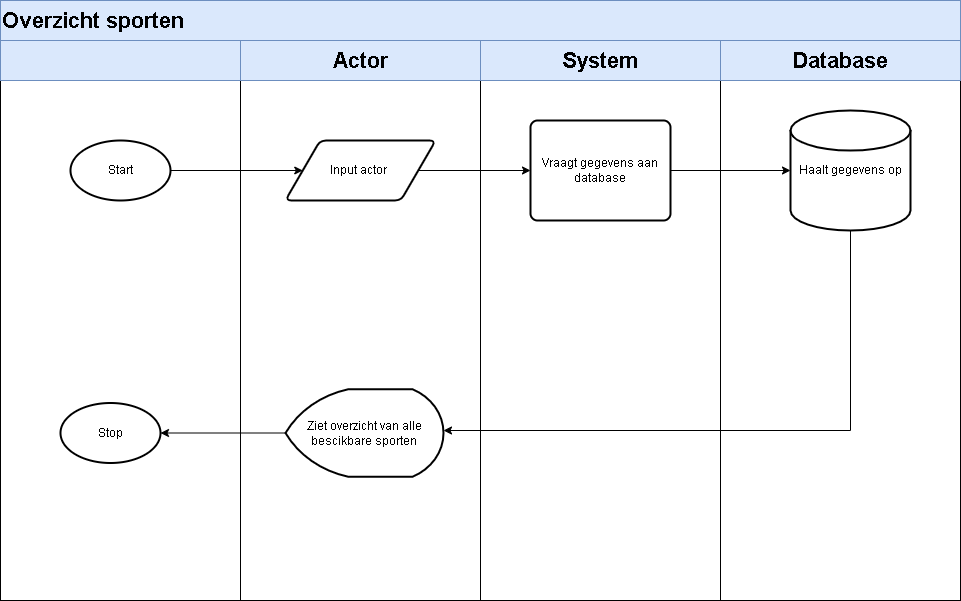 Overzicht sporten
Actor
System
Database
Start
Input actor
Vraagt gegevens aan
database
Haalt gegevens op
Stop
Ziet overzicht van alle
bescikbare sporten